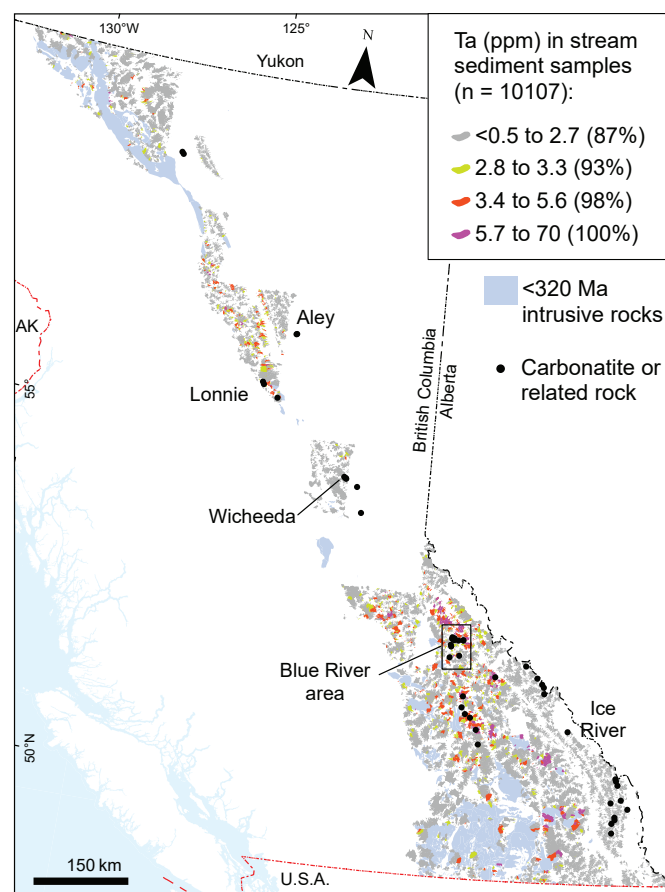 130°W
125°
Yukon
N
Ta (ppm) in stream
sediment samples
(n = 10107):
<0.5 to 2.7 (87%)
2.8 to 3.3 (93%)
3.4 to 5.6 (98%)
5.7 to 70 (100%)
<320 Ma
intrusive rocks
Carbonatite or
related rock
AK
Aley
British Columbia
Alberta
55°
Lonnie
Wicheeda
Blue River
area
Ice
River
50°N
150 km
U.S.A.